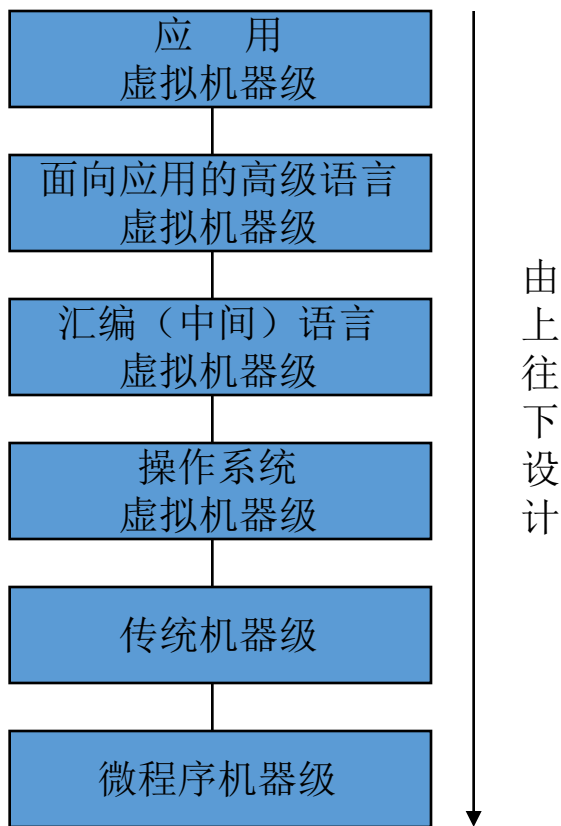 应 用
虚拟机器级
面向应用的高级语言
虚拟机器级
汇编（中间）语言
虚拟机器级
操作系统
虚拟机器级
传统机器级
微程序机器级
由上往下设计